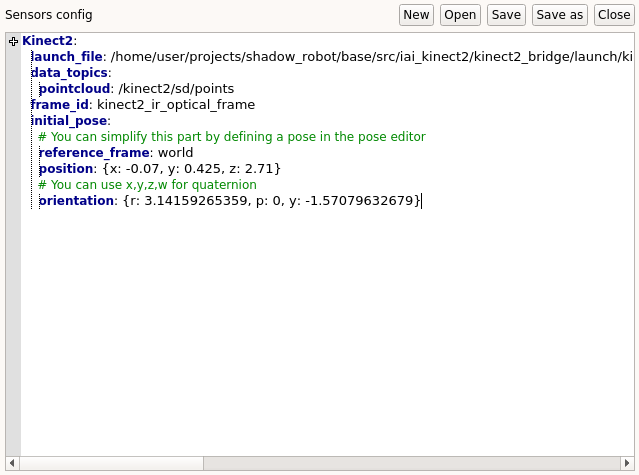 Sensors config New Open Save Save as Close
Kinect2:
launch_file: /home/user/projects/shadow_robot/base/src/iai_kinect2/kinect2_bridge/launch/ki
data_topics:
pointcloud: /kinect2/sd/points
frame_id: kinect2_ir_optical_frame
initial_pose:
# You can simplify this part by defining a pose in the pose editor
reference_frame: world
position: {x: -0.07, y: 0.425, z: 2.71}
# You can use x,y,z,w for quaternion
orientation: {r: 3.14159265359, p: 0, y: -1.57079632679}